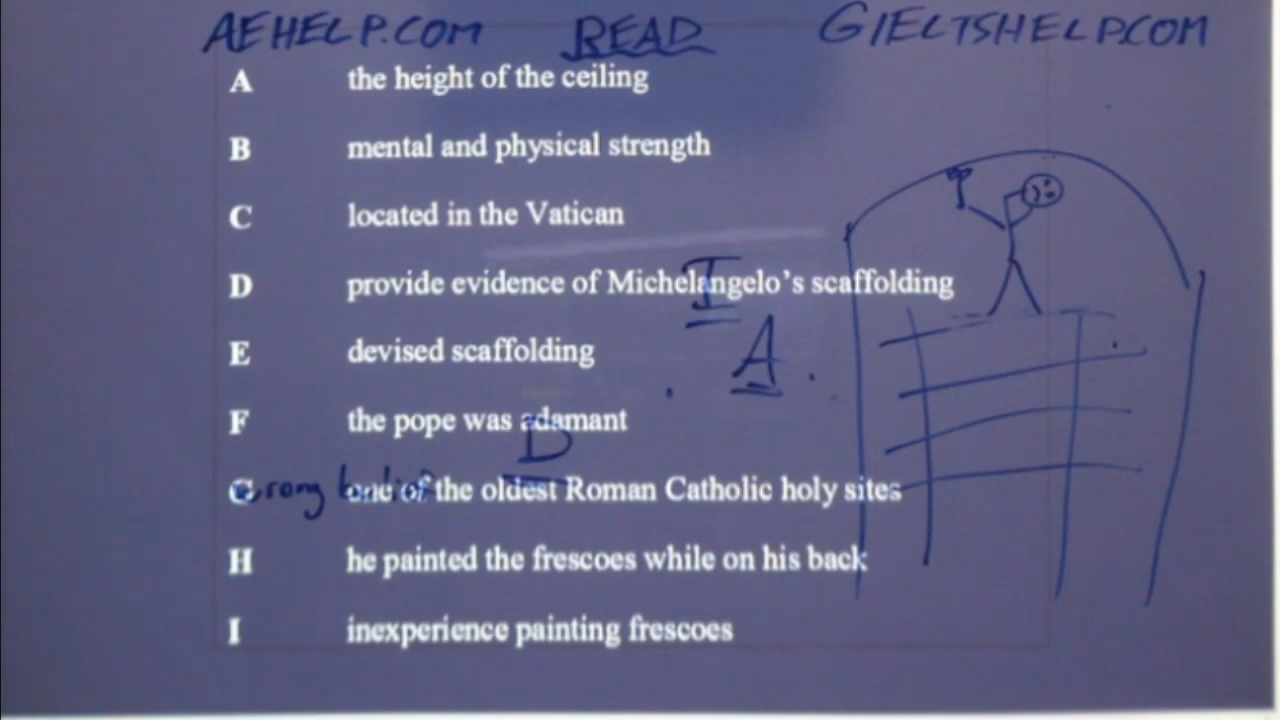 AEHELP.COM READ GIELTSHELP.COM
A the height of the ceiling
B mental and physical strength
C located in the Vatican
D provide evidence of Michelangelo's scaffolding
I
E devised scaffolding
A
F the pope was adamant
D
G one of the oldest Roman Catholic holy sites
wrong
H he painted the frescoes while on his back
I inexperience painting frescoes